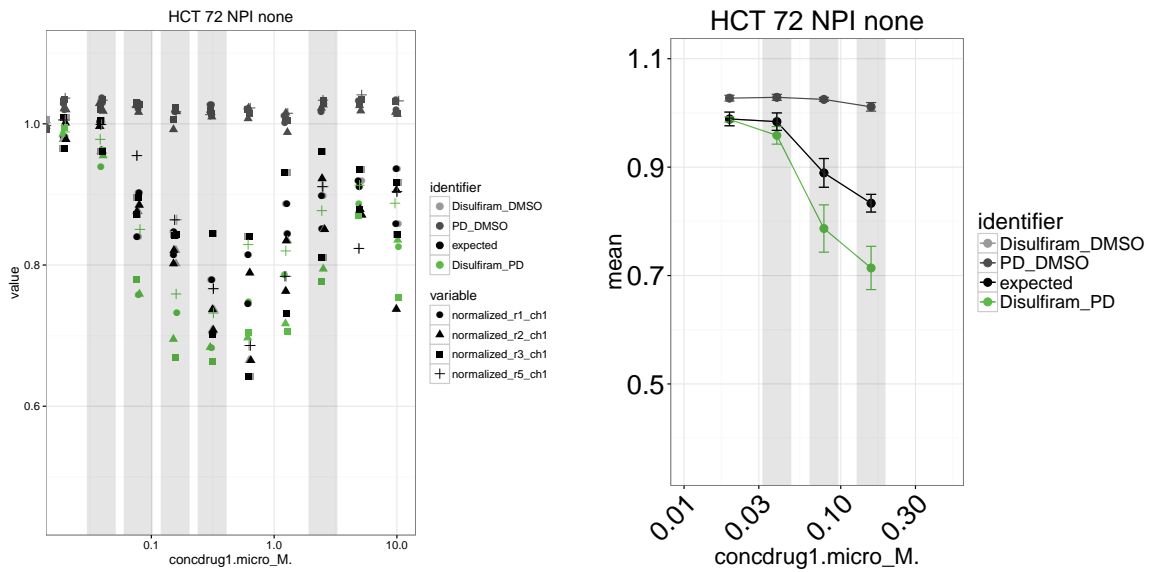 HCT 72 NPI none
value
1.0
0.8
0.6
0.1
1.0
10.0
concdrug1.micro_M.
identifier
Disulfiram_DMSO
PD_DMSO
expected
Disulfiram_PD
variable
normalized_r1_ch1
normalized_r2_ch1
normalized_r3_ch1
normalized_r5_ch1
HCT 72 NPI none
mean
1.1
0.9
0.7
0.5
0.01
0.03
0.10
0.30
concdrug1.micro_M.
identifier
Disulfiram_DMSO
PD_DMSO
expected
Disulfiram_PD